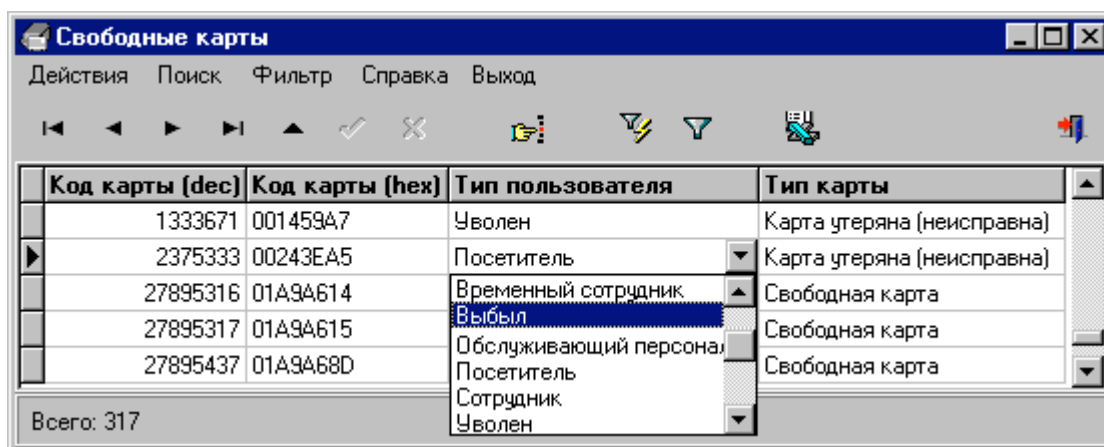 Свободные карты
Действия Поиск Фильтр Справка Выход
Код карты (dec) Код карты (hex) Тип пользователя Тип карты
1333671 001459A7 Уволен Карта утеряна (неисправна)
2375333 00243EA5 Посетитель Карта утеряна (неисправна)
27895316 01A9A614 Временный сотрудник Свободная карта
Выбыл
27895317 01A9A615 Обслуживающий персонал Свободная карта
Посетитель
27895437 01A9A68D Сотрудник Свободная карта
Уволен
Всего: 317